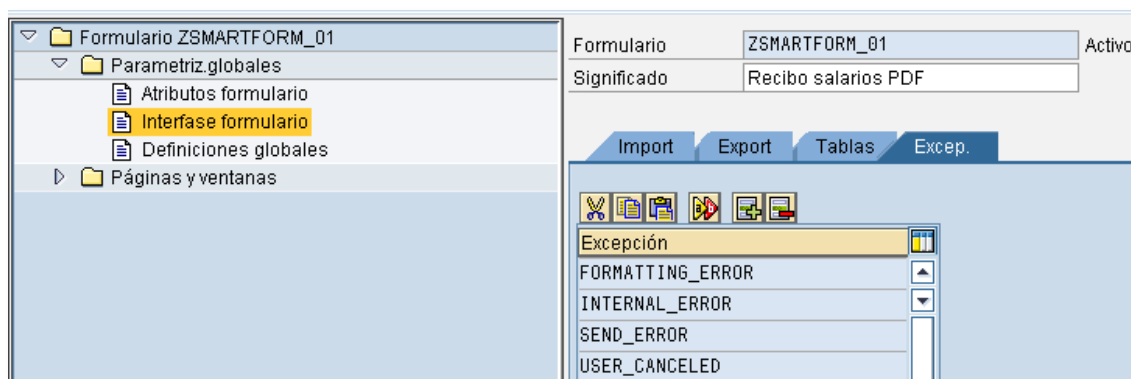 Formulario ZSMARTFORM_01
Parametriz.globales
Atributos formulario
Interfase formulario
Definiciones globales
Páginas y ventanas
Formulario ZSMARTFORM_01 Activo
Significado Recibo salarios PDF
Import Export Tablas Excep.
Excepción
FORMATTING_ERROR
INTERNAL_ERROR
SEND_ERROR
USER_CANCELED